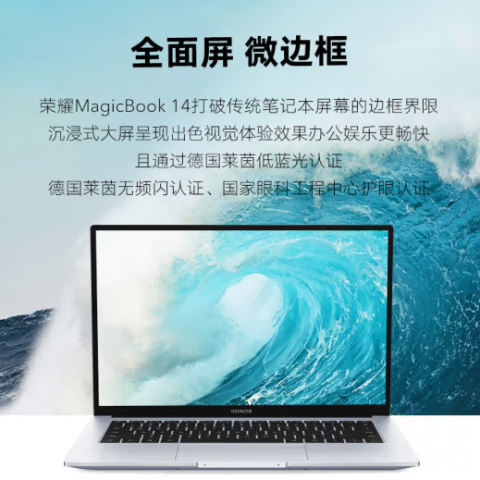 全面屏 微边框
荣耀MagicBook 14打破传统笔记本屏幕的边框界限
沉浸式大屏呈现出色视觉体验效果办公娱乐更畅快
且通过德国莱茵低蓝光认证
德国莱茵无频闪认证、国家眼科工程中心护眼认证
HONOR